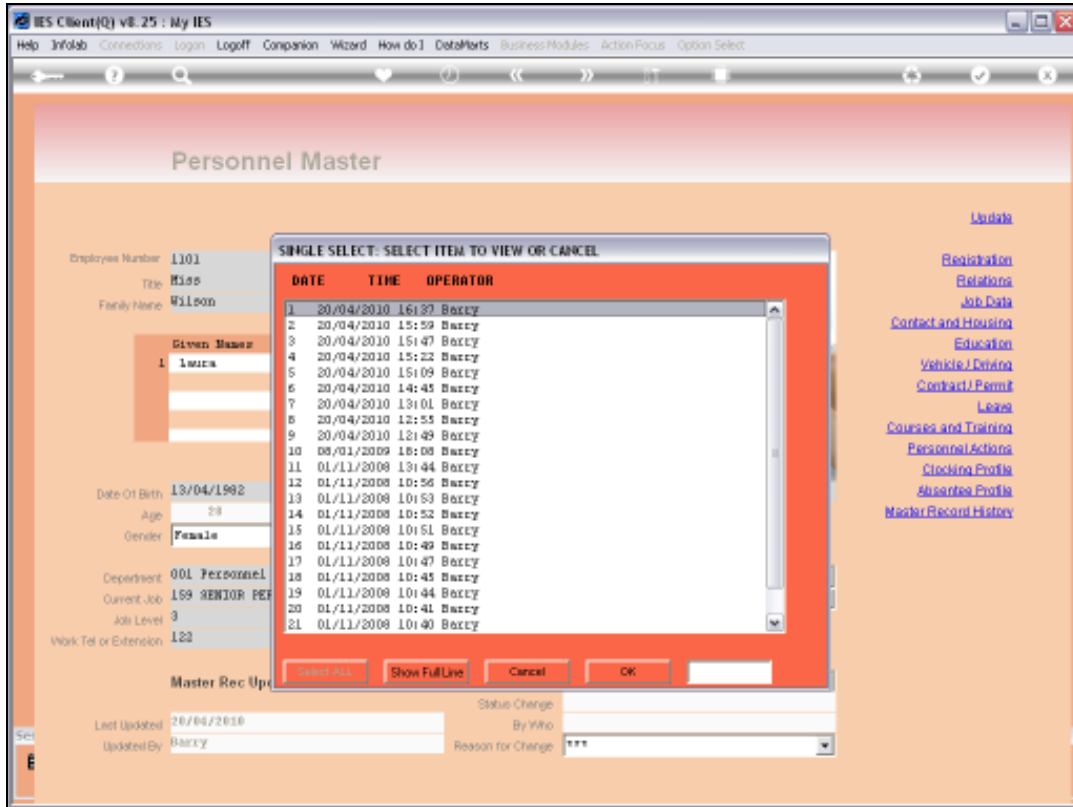 IES Client(Q) v8.25 : My IES
Help Infolab Connections Logon Logoff Companion Wizard How do I DataMarts Business Modules Action Focus Option Select
Personnel Master
Update
Employee Number 1101
Title Miss
Family Name Wilson
Given Names
1 laura
Date Of Birth 13/04/1982
Age 28
Gender Female
Department 001 Personnel
Current Job 159 SENIOR PE
Job Level 3
Work Tel or Extension 122
Master Rec Up
Last Updated 20/04/2010
Updated By Barry
Status Change
By Who
Reason for Change ***
SINGLE SELECT: SELECT ITEM TO VIEW OR CANCEL
DATE TIME OPERATOR
1 20/04/2010 16:37 Barry
2 20/04/2010 15:59 Barry
3 20/04/2010 15:47 Barry
4 20/04/2010 15:22 Barry
5 20/04/2010 15:09 Barry
6 20/04/2010 14:45 Barry
7 20/04/2010 13:01 Barry
8 20/04/2010 12:55 Barry
9 20/04/2010 12:49 Barry
10 08/01/2009 18:08 Barry
11 01/11/2008 13:44 Barry
12 01/11/2008 10:56 Barry
13 01/11/2008 10:53 Barry
14 01/11/2008 10:52 Barry
15 01/11/2008 10:51 Barry
16 01/11/2008 10:49 Barry
17 01/11/2008 10:47 Barry
18 01/11/2008 10:45 Barry
19 01/11/2008 10:44 Barry
20 01/11/2008 10:41 Barry
21 01/11/2008 10:40 Barry
Select ALL Show Full Line Cancel OK
Registration
Relations
Job Data
Contact and Housing
Education
Vehicle / Driving
Contract / Permit
Leave
Courses and Training
Personnel Actions
Clocking Profile
Absentee Profile
Master Record History